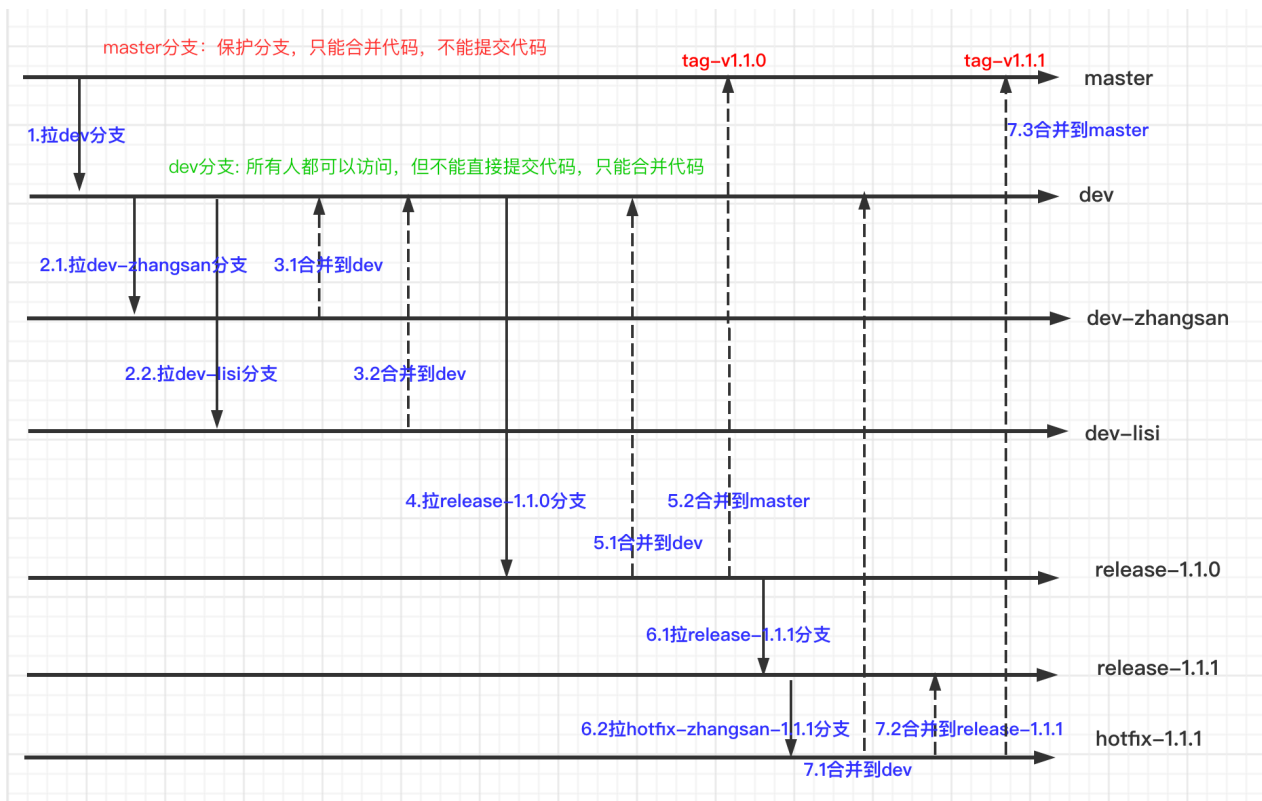 master分支：保护分支，只能合并代码，不能提交代码
tag-v1.1.0
tag-v1.1.1
master
1.拉dev分支
7.3合并到master
dev分支: 所有人都可以访问，但不能直接提交代码，只能合并代码
dev
2.1.拉dev-zhangsan分支
3.1合并到dev
dev-zhangsan
2.2.拉dev-lisi分支
3.2合并到dev
dev-lisi
4.拉release-1.1.0分支
5.2合并到master
5.1合并到dev
release-1.1.0
6.1拉release-1.1.1分支
release-1.1.1
6.2拉hotfix-zhangsan-1.1.1分支
7.2合并到release-1.1.1
hotfix-1.1.1
7.1合并到dev